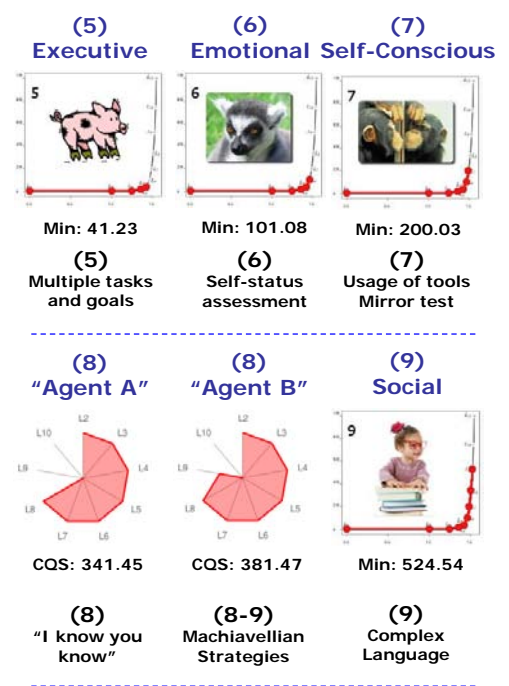 (5)
Executive
(6)
Emotional
(7)
Self-Conscious
5
6
7
Min: 41.23
Min: 101.08
Min: 200.03
(5)
Multiple tasks
and goals
(6)
Self-status
assessment
(7)
Usage of tools
Mirror test
(8)
“Agent A”
(8)
“Agent B”
(9)
Social
L2
L3
L4
L5
L6
L7
L8
L9
L10
L2
L3
L4
L5
L6
L7
L8
L9
L10
9
CQS: 341.45
CQS: 381.47
Min: 524.54
(8)
“I know you
know”
(8-9)
Machiavellian
Strategies
(9)
Complex
Language